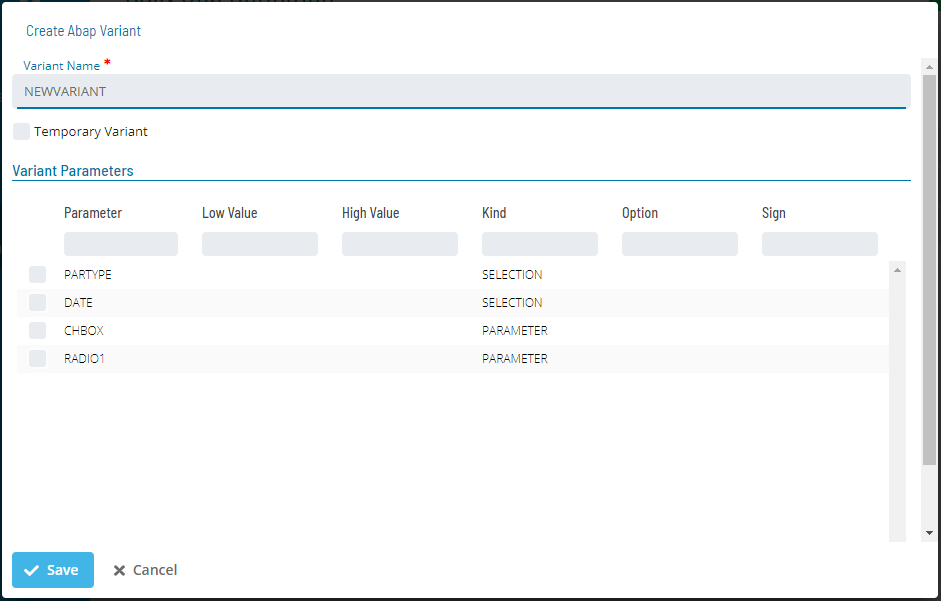 Create Abap Variant
Variant Name *
NEWVARIANT
Temporary Variant
Variant Parameters
Parameter Low Value High Value Kind Option Sign
PARTYPE SELECTION
DATE SELECTION
CHBOX PARAMETER
RADIO1 PARAMETER
Save Cancel